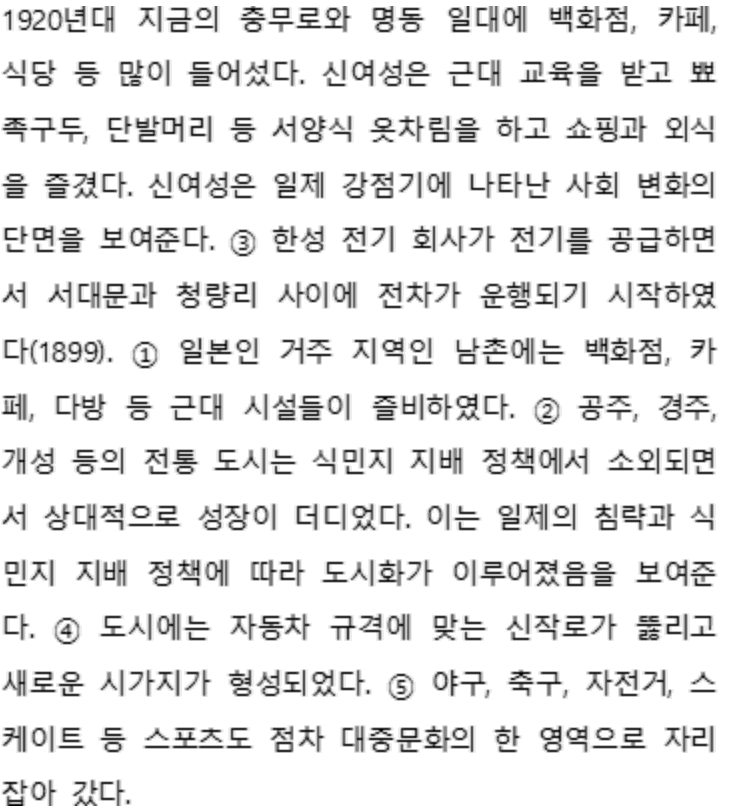 1920년대 지금의 충무로와 명동 일대에 백화점, 카페,
식당 등 많이 들어섰다. 신여성은 근대 교육을 받고 뾰
족구두, 단발머리 등 서양식 옷차림을 하고 쇼핑과 외식
을 즐겼다. 신여성은 일제 강점기에 나타난 사회 변화의
단면을 보여준다. ③ 한성 전기 회사가 전기를 공급하면
서 서대문과 청량리 사이에 전차가 운행되기 시작하였
다(1899). ① 일본인 거주 지역인 남촌에는 백화점, 카
페, 다방 등 근대 시설들이 즐비하였다. ② 공주, 경주,
개성 등의 전통 도시는 식민지 지배 정책에서 소외되면
서 상대적으로 성장이 더디었다. 이는 일제의 침략과 식
민지 지배 정책에 따라 도시화가 이루어졌음을 보여준
다. ④ 도시에는 자동차 규격에 맞는 신작로가 뚫리고
새로운 시가지가 형성되었다. ⑤ 야구, 축구, 자전거, 스
케이트 등 스포츠도 점차 대중문화의 한 영역으로 자리
잡아 갔다.